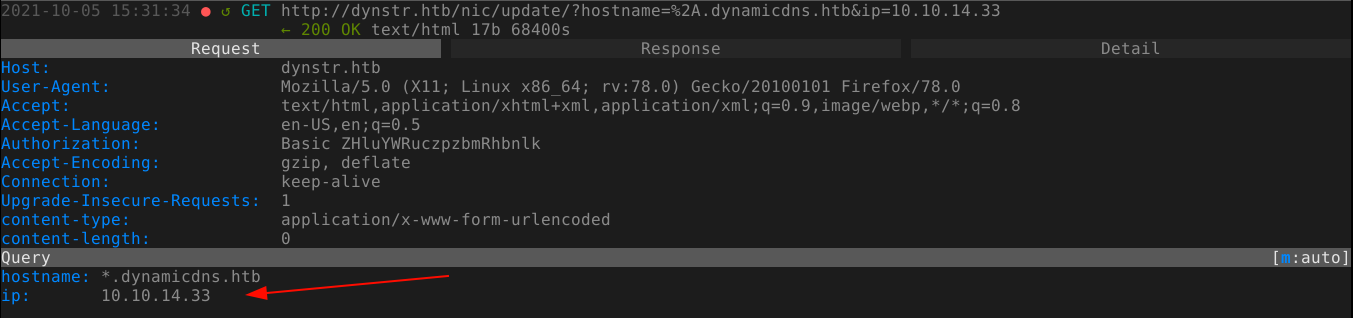 2021-10-05 15:31:34 ● ↺ GET http://dynstr.htb/nic/update/?hostname=%2A.dynamicdns.htb&ip=10.10.14.33
← 200 OK text/html 17b 68400s
Request Response Detail
Host: dynstr.htb
User-Agent: Mozilla/5.0 (X11; Linux x86_64; rv:78.0) Gecko/20100101 Firefox/78.0
Accept: text/html,application/xhtml+xml,application/xml;q=0.9,image/webp,*/*;q=0.8
Accept-Language: en-US,en;q=0.5
Authorization: Basic ZHluYWRuczpzbmRhbnlk
Accept-Encoding: gzip, deflate
Connection: keep-alive
Upgrade-Insecure-Requests: 1
content-type: application/x-www-form-urlencoded
content-length: 0
Query [m:auto]
hostname: *.dynamicdns.htb
ip: 10.10.14.33